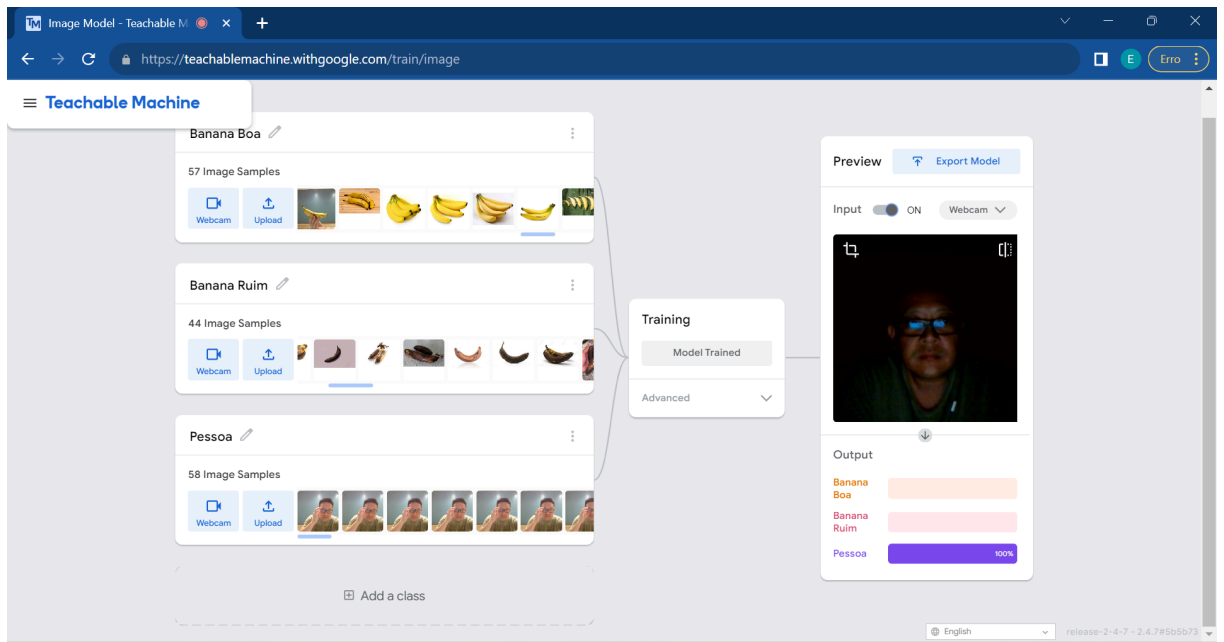 Image Model - Teachable M
https://teachablemachine.withgoogle.com/train/image
E
Erro
Teachable Machine
Banana Boa
57 Image Samples
Webcam
Upload
Banana Ruim
44 Image Samples
Webcam
Upload
Pessoa
58 Image Samples
Webcam
Upload
Add a class
Training
Model Trained
Advanced
Preview
Export Model
Input
ON
Webcam
Output
Banana
Boa
Banana
Ruim
Pessoa
100%
English
release-2-4-7 - 2.4.7#5b5b73